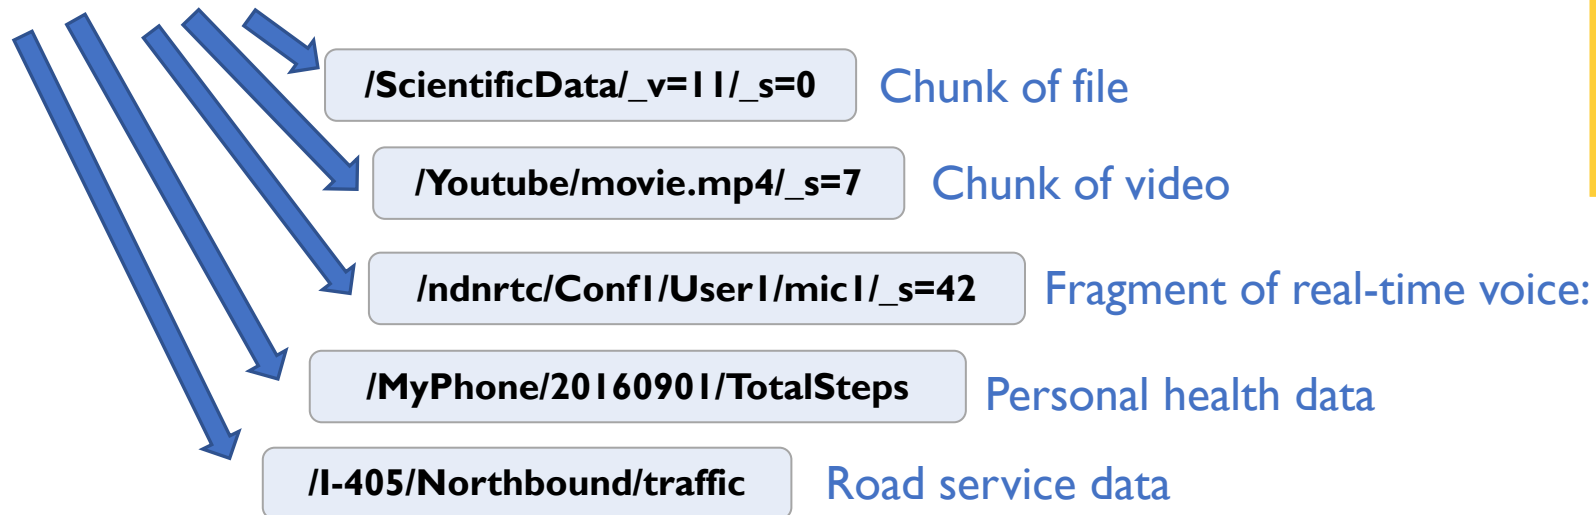 /ScientificData/_v=11/_s=0 Chunk of file
/Youtube/movie.mp4/_s=7 Chunk of video
/ndnrtc/Conf1/User1/mic1/_s=42 Fragment of real-time voice:
/MyPhone/20160901/TotalSteps Personal health data
/I-405/Northbound/traffic Road service data